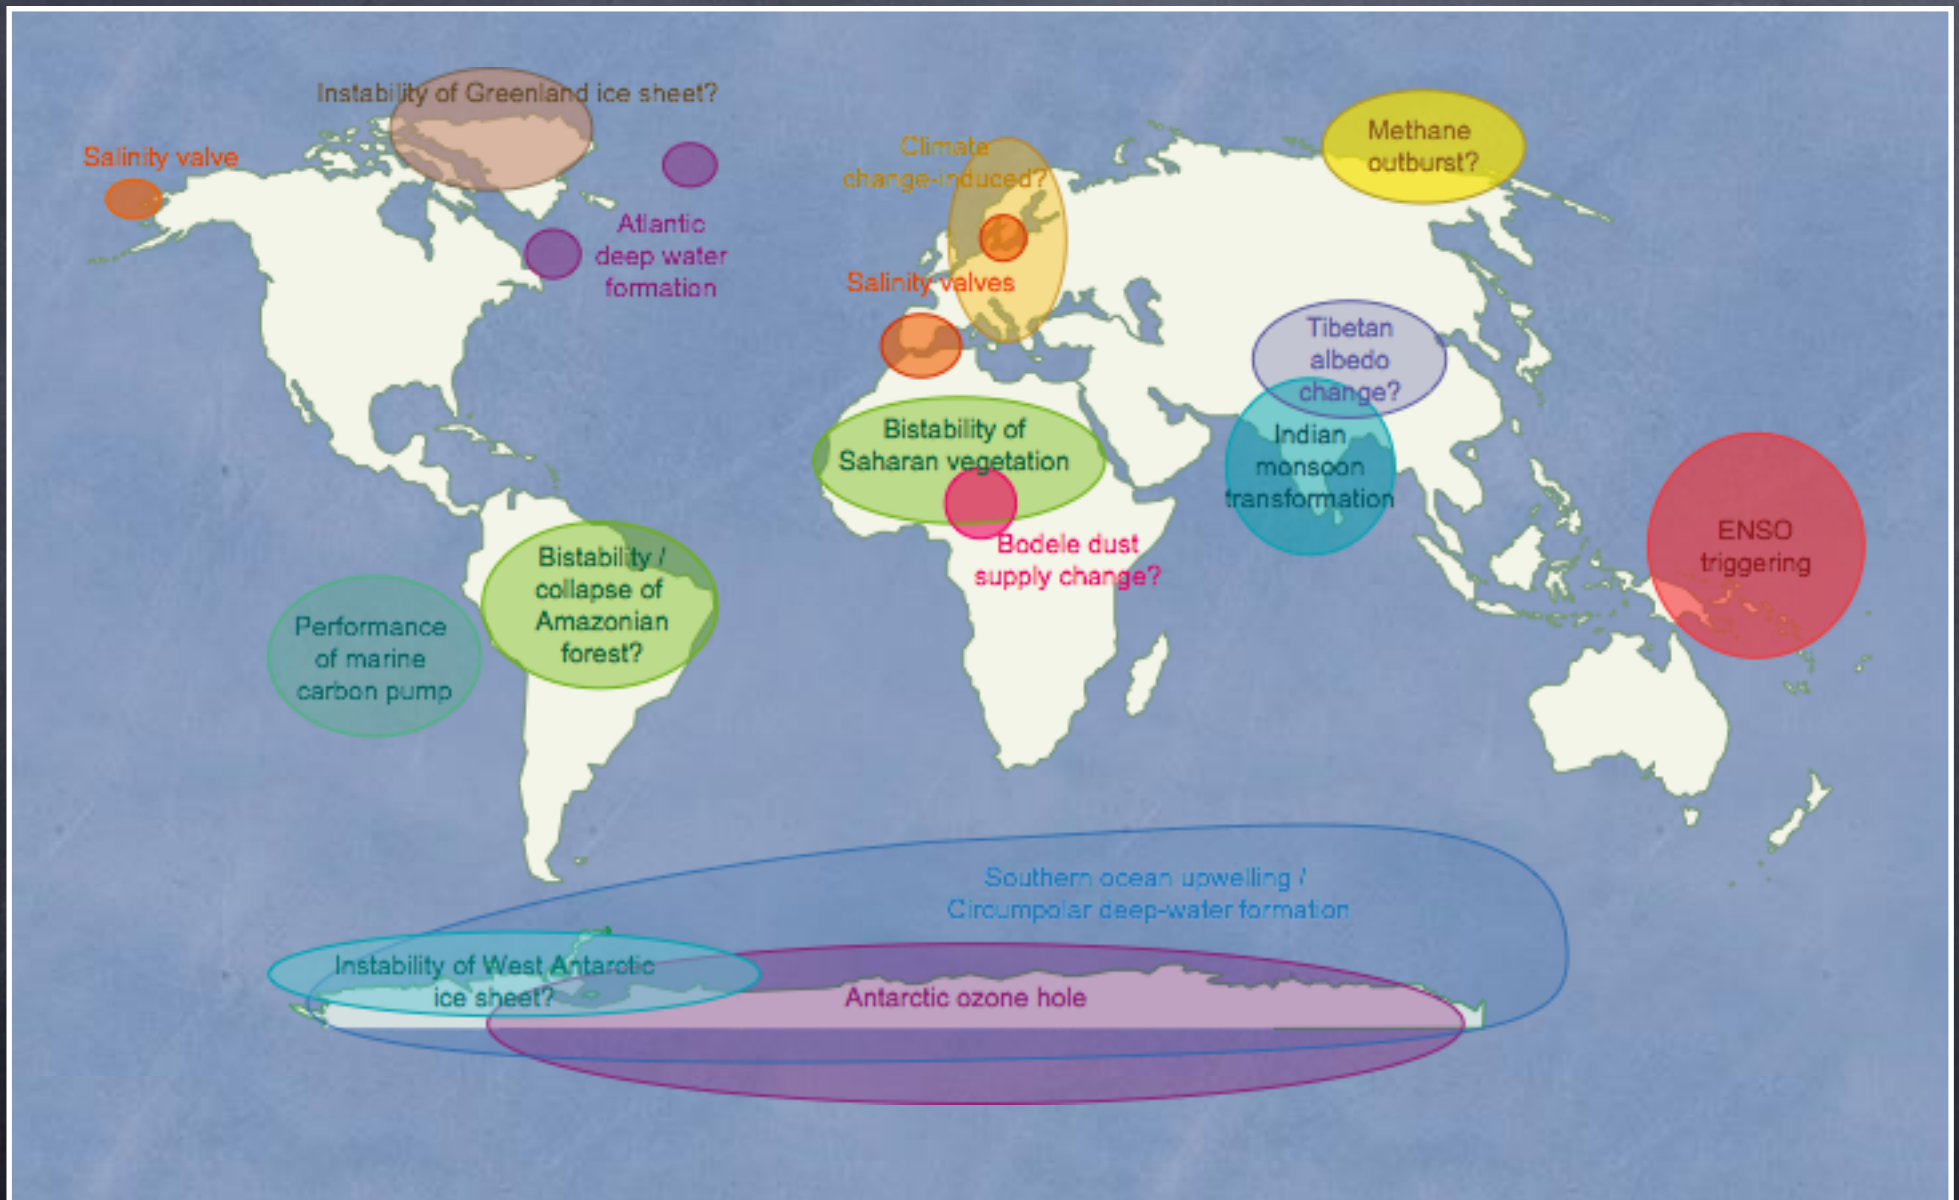 Instability of Greenland ice sheet?
Salinity valve
Atlantic
deep water
formation
Climate
change-induced?
Salinity valves
Methane
outburst?
Tibetan
albedo
change?
Indian
monsoon
transformation
Bistability of
Saharan vegetation
Bodele dust
supply change?
ENSO
triggering
Bistability /
collapse of
Amazonian
forest?
Performance
of marine
carbon pump
Southern ocean upwelling /
Circumpolar deep-water formation
Instability of West Antarctic
ice sheet?
Antarctic ozone hole